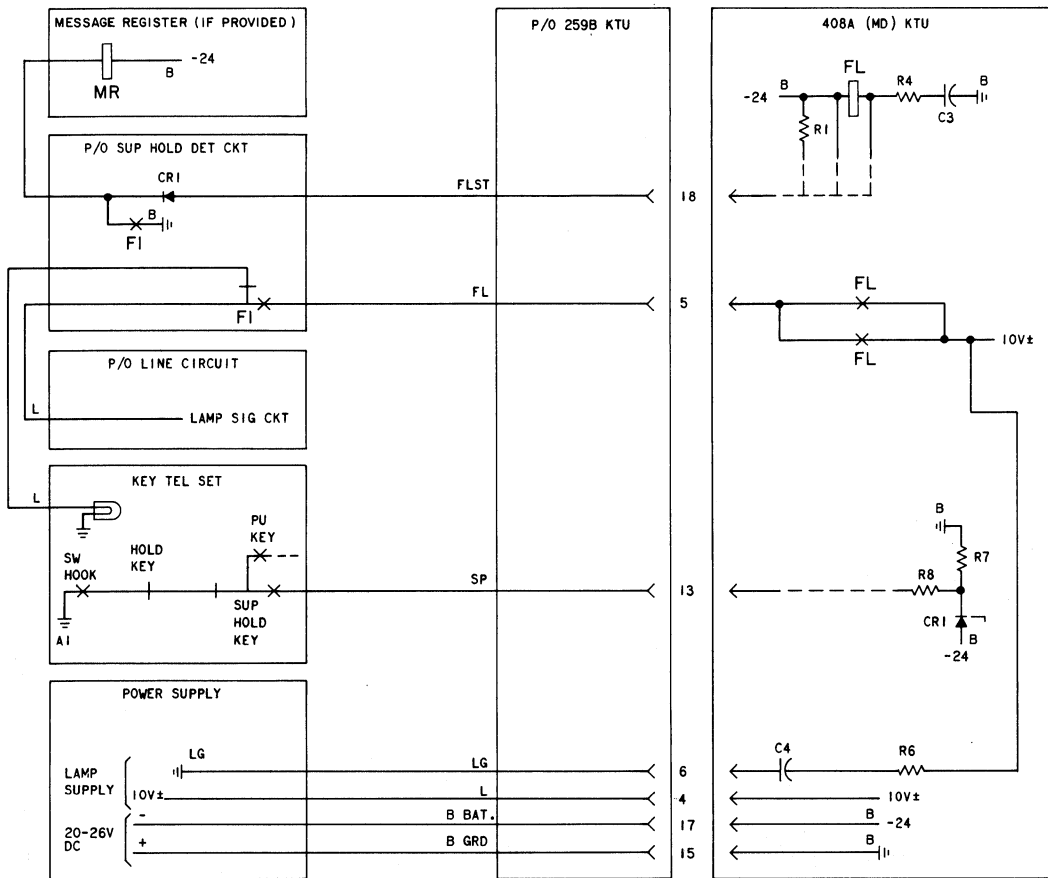 MESSAGE REGISTER (IF PROVIDED)
-24
B
MR
P/O 259B KTU
408A (MD) KTU
FL
-24
B
R4
B
C3
R1
P/O SUP HOLD DET CKT
CR1
FLST
18
B
F1
FL
5
F1
FL
FL
10V±
P/O LINE CIRCUIT
L
LAMP SIG CKT
KEY TEL SET
L
PU
KEY
SW
HOOK
HOLD
KEY
SUP
HOLD
KEY
A1
SP
13
B
R7
R8
CR1
B
-24
POWER SUPPLY
LAMP
SUPPLY
LG
LG
6
C4
R6
10V±
L
4
10V±
20-26V
DC
-
B BAT.
17
B
-24
+
B GRD
15
B